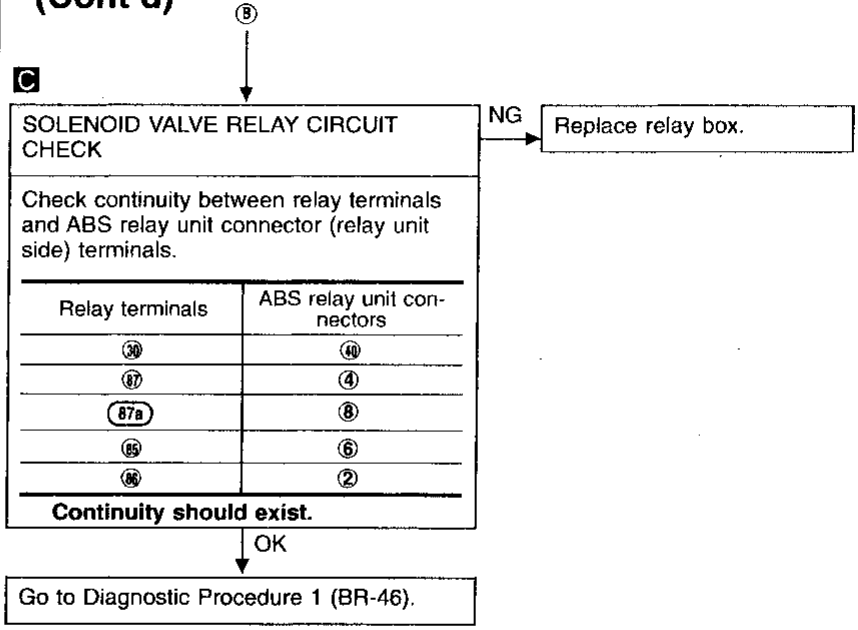 (Cont'd)
Ⓑ
C
SOLENOID VALVE RELAY CIRCUIT
CHECK
NG
Replace relay box.
Check continuity between relay terminals
and ABS relay unit connector (relay unit
side) terminals.
Relay terminals ABS relay unit con-
nectors
㉚ ㊵
87 ④
87a ⑧
85 ⑥
86 ②
Continuity should exist.
OK
Go to Diagnostic Procedure 1 (BR-46).